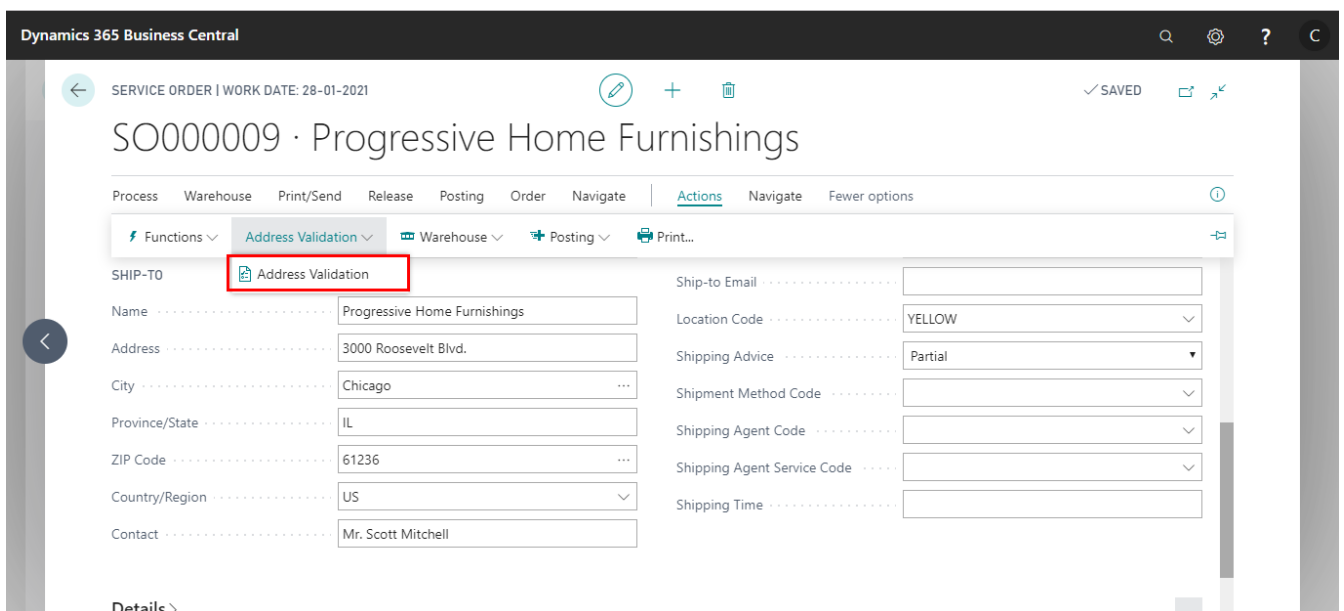 Dynamics 365 Business Central
?
C
SERVICE ORDER | WORK DATE: 28-01-2021
SAVED
SO000009 · Progressive Home Furnishings
Process Warehouse Print/Send Release Posting Order Navigate | Actions Navigate Fewer options
Functions Address Validation Warehouse Posting Print...
Address Validation
SHIP-TO
Name Progressive Home Furnishings
Address 3000 Roosevelt Blvd.
City Chicago
Province/State IL
ZIP Code 61236
Country/Region US
Contact Mr. Scott Mitchell
Ship-to Email
Location Code YELLOW
Shipping Advice Partial
Shipment Method Code
Shipping Agent Code
Shipping Agent Service Code
Shipping Time
Details